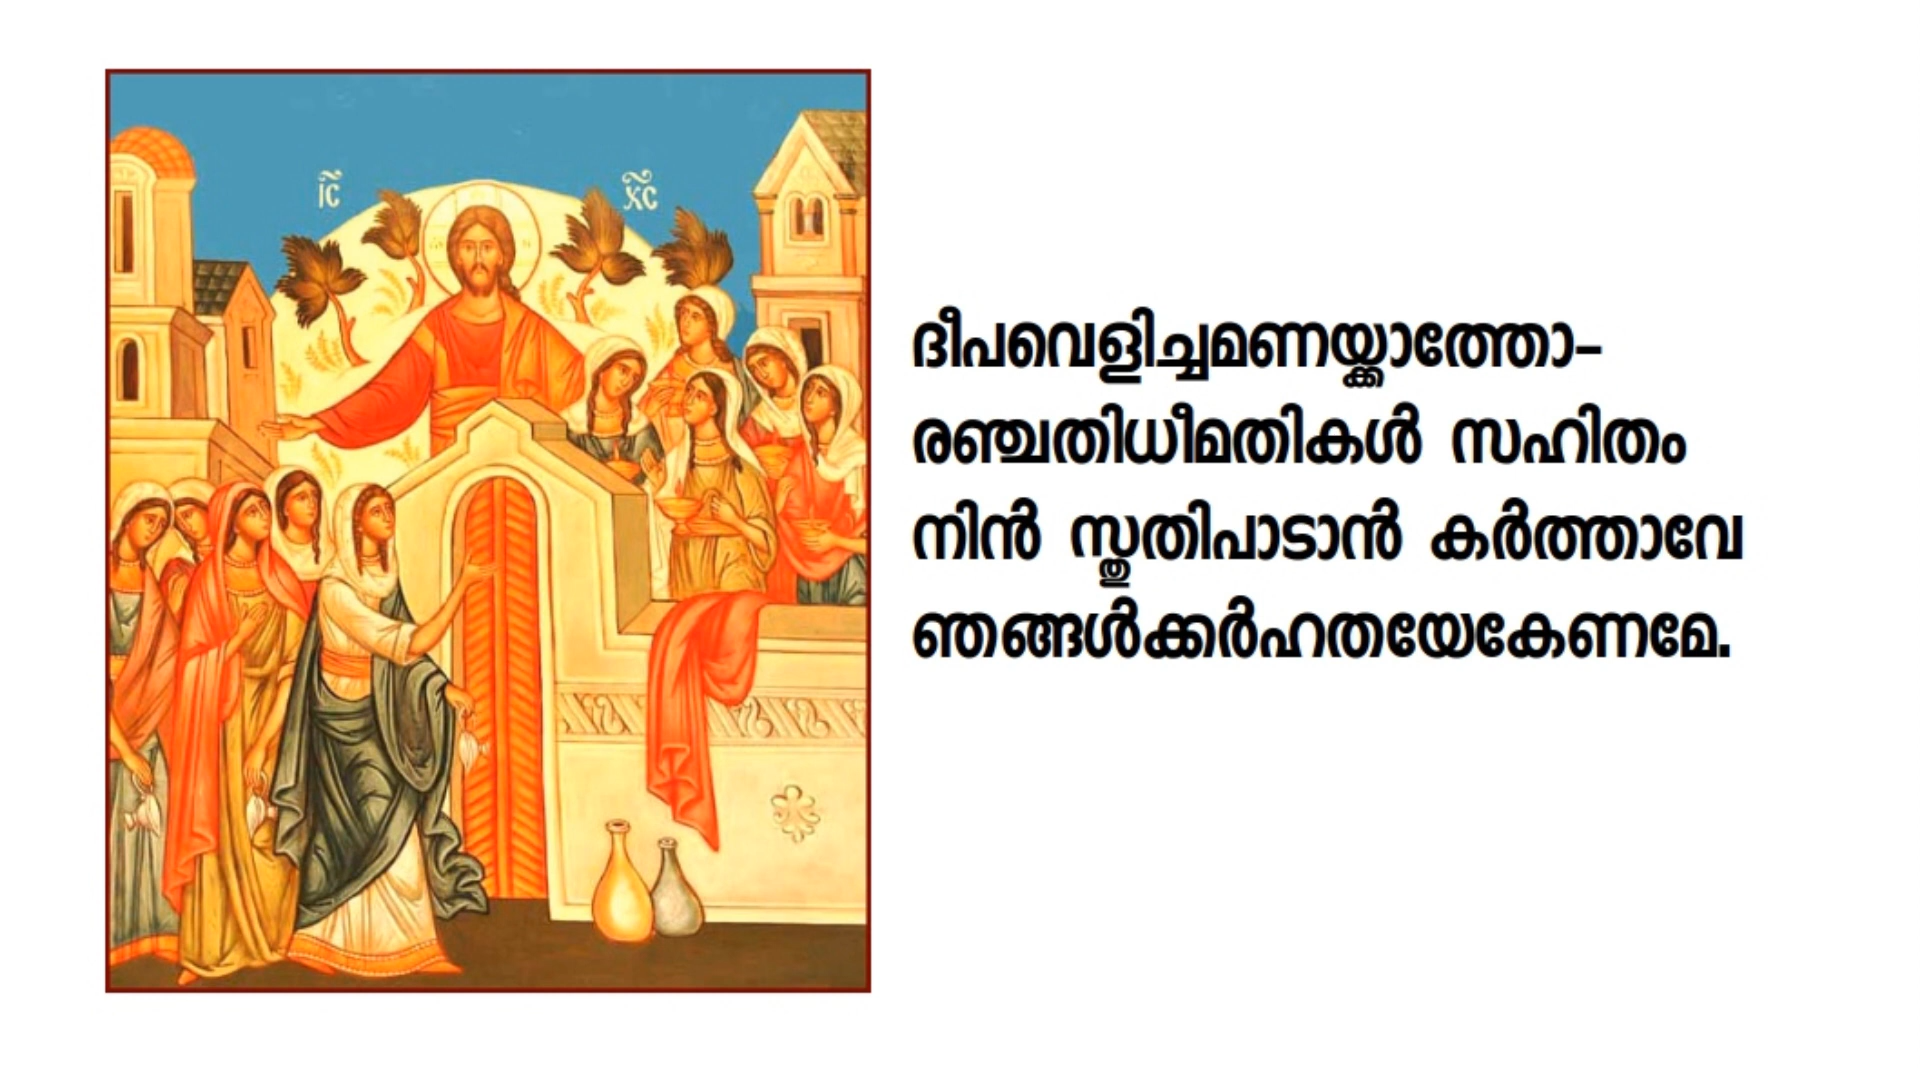 IC XC
ദീപവെളിച്ചമണയ്ക്കാത്തോ-
രഞ്ചതിധീമതികൾ സഹിതം
നിൻ സ്തുതിപാടാൻ കർത്താവേ
ഞങ്ങൾക്കർഹതയേകേണമേ.